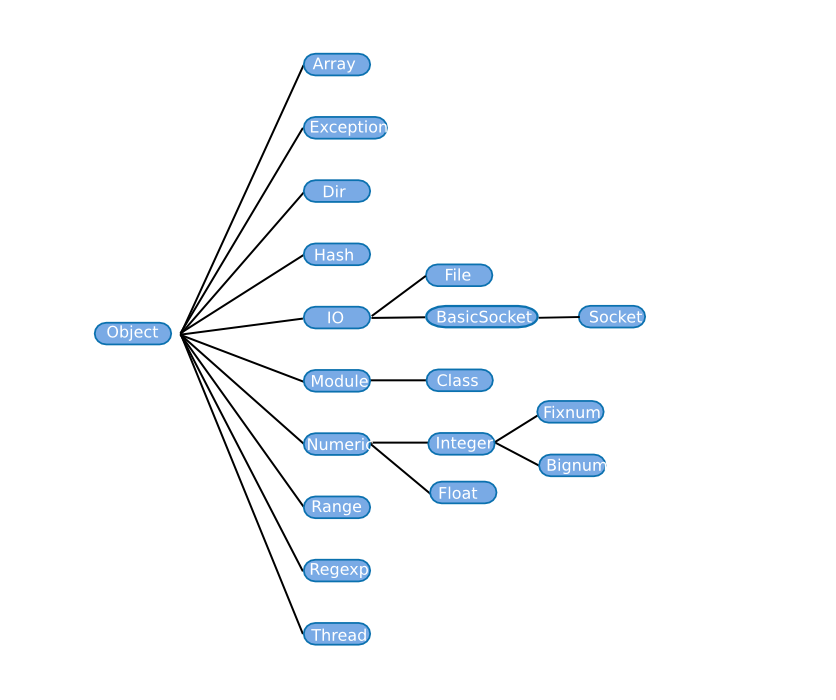 Array
Exception
Dir
Hash
File
Object
IO
BasicSocket
Socket
Module
Class
Fixnum
Numeric
Integer
Bignum
Float
Range
Regexp
Thread